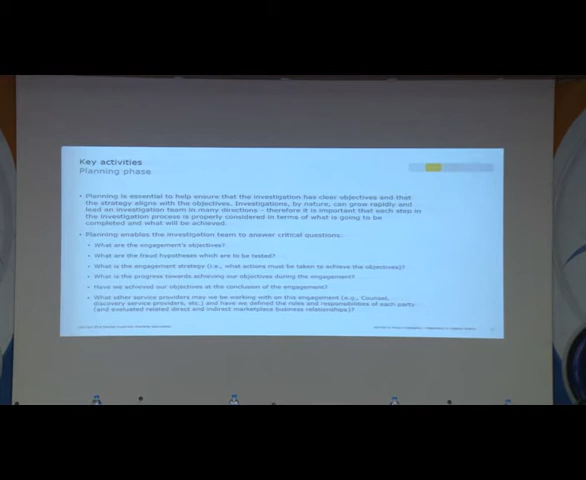 Key activities
Planning phase
• Planning is essential to help ensure that the investigation has clear objectives and that
the strategy aligns with the objectives. Investigations, by nature, can grow rapidly and
lead an investigation team in many directions - therefore it is important that each step in
the investigation process is properly considered in terms of what is going to be
completed and what will be achieved.
• Planning enables the investigation team to answer critical questions:
• What are the engagement's objectives?
• What are the fraud hypotheses which are to be tested?
• What is the engagement strategy (i.e., what actions must be taken to achieve the objectives)?
• What is the progress towards achieving our objectives during the engagement?
• Have we achieved our objectives at the conclusion of the engagement?
• What other service providers may we be working with on this engagement (e.g., Counsel,
discovery service providers, etc.) and have we defined the roles and responsibilities of each party
(and evaluated related direct and indirect marketplace business relationships)?